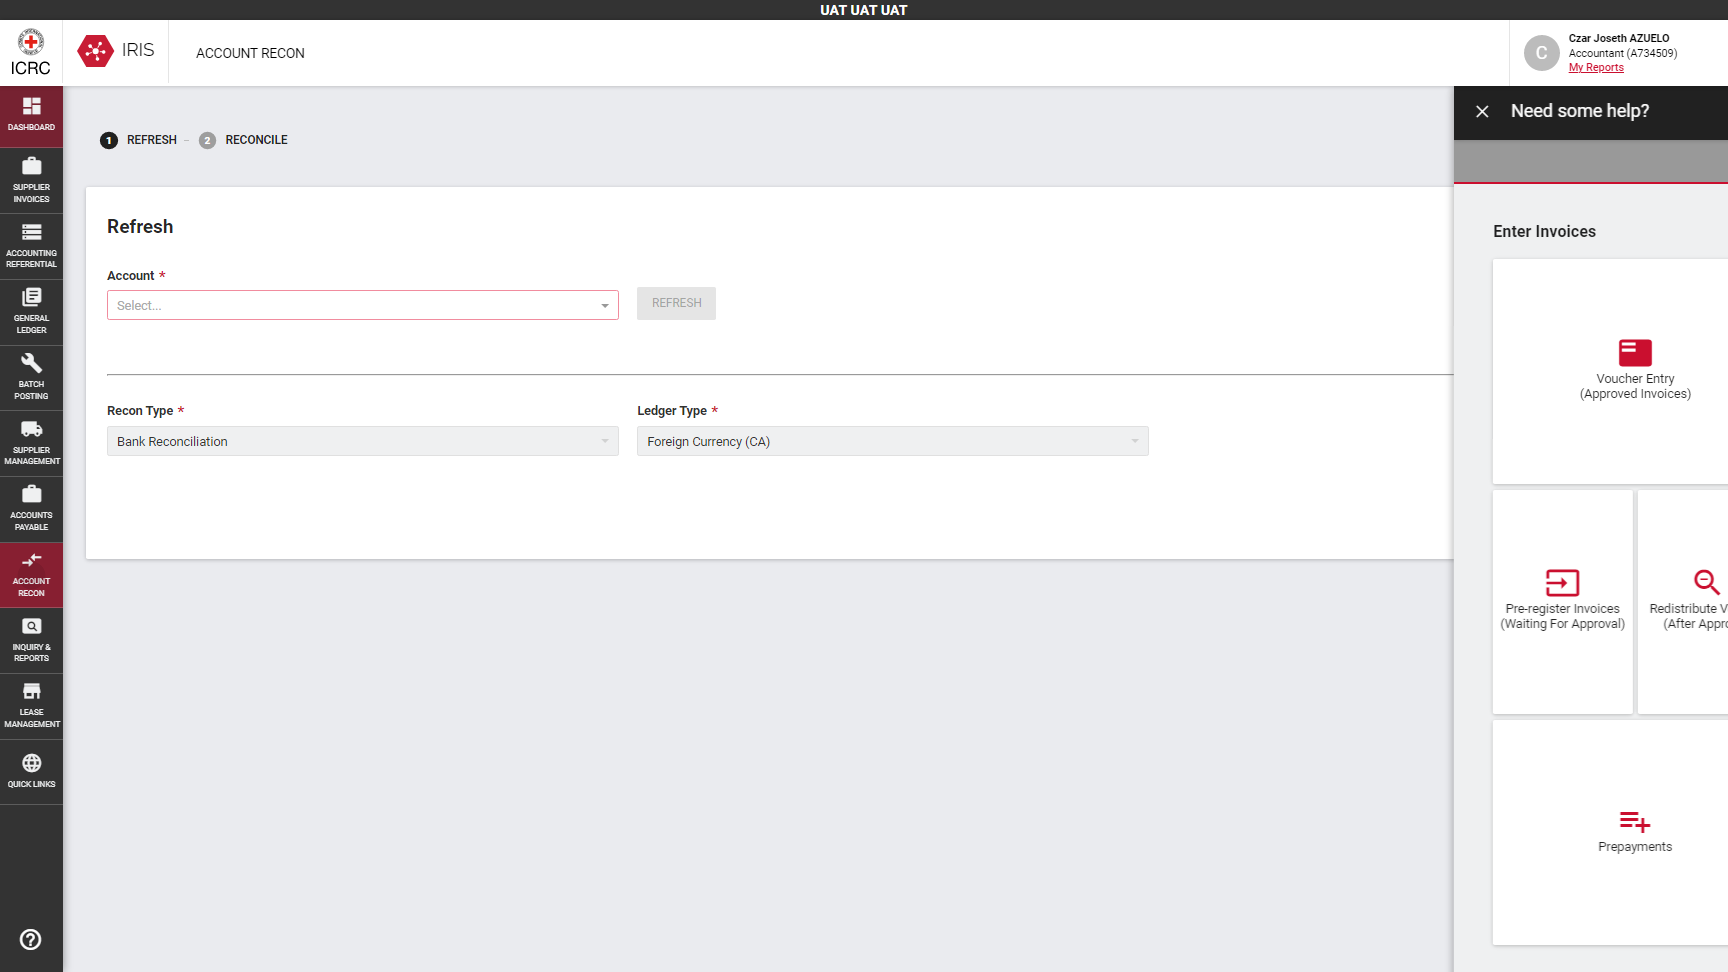 UAT UAT UAT
ICRC
IRIS
ACCOUNT RECON
C
Czar Joseth AZUELO
Accountant (A734509)
My Reports
DASHBOARD
SUPPLIER
INVOICES
ACCOUNTING
REFERENTIAL
GENERAL
LEDGER
BATCH
POSTING
SUPPLIER
MANAGEMENT
ACCOUNTS
PAYABLE
ACCOUNT
RECON
INQUIRY &
REPORTS
LEASE
MANAGEMENT
QUICK LINKS
1 REFRESH – 2 RECONCILE
Refresh
Account *
Select...
REFRESH
Recon Type *
Bank Reconciliation
Ledger Type *
Foreign Currency (CA)
Need some help?
Enter Invoices
Voucher Entry
(Approved Invoices)
Pre-register Invoices
(Waiting For Approval)
Redistribute V
(After Appro
Prepayments